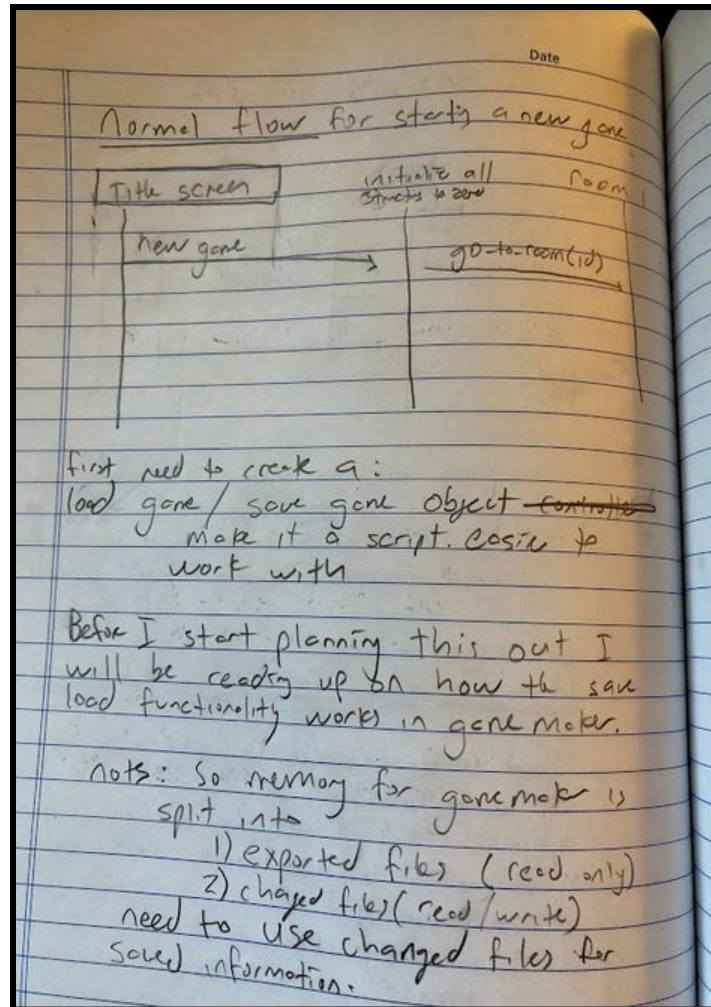 Date
Normal flow for starting a new game
Title screen
initialize all
structs to zero
room 1
new game
go-to-room(id)
first need to create a:
load game / save game object controller
make it a script. easier to
work with
Before I start planning this out I
will be reading up on how the save
load functionality works in game maker.
nots: So memory for gamemaker is
split into
1) exported files (read only)
2) chaged files (read/write)
need to use changed files for
saved information.